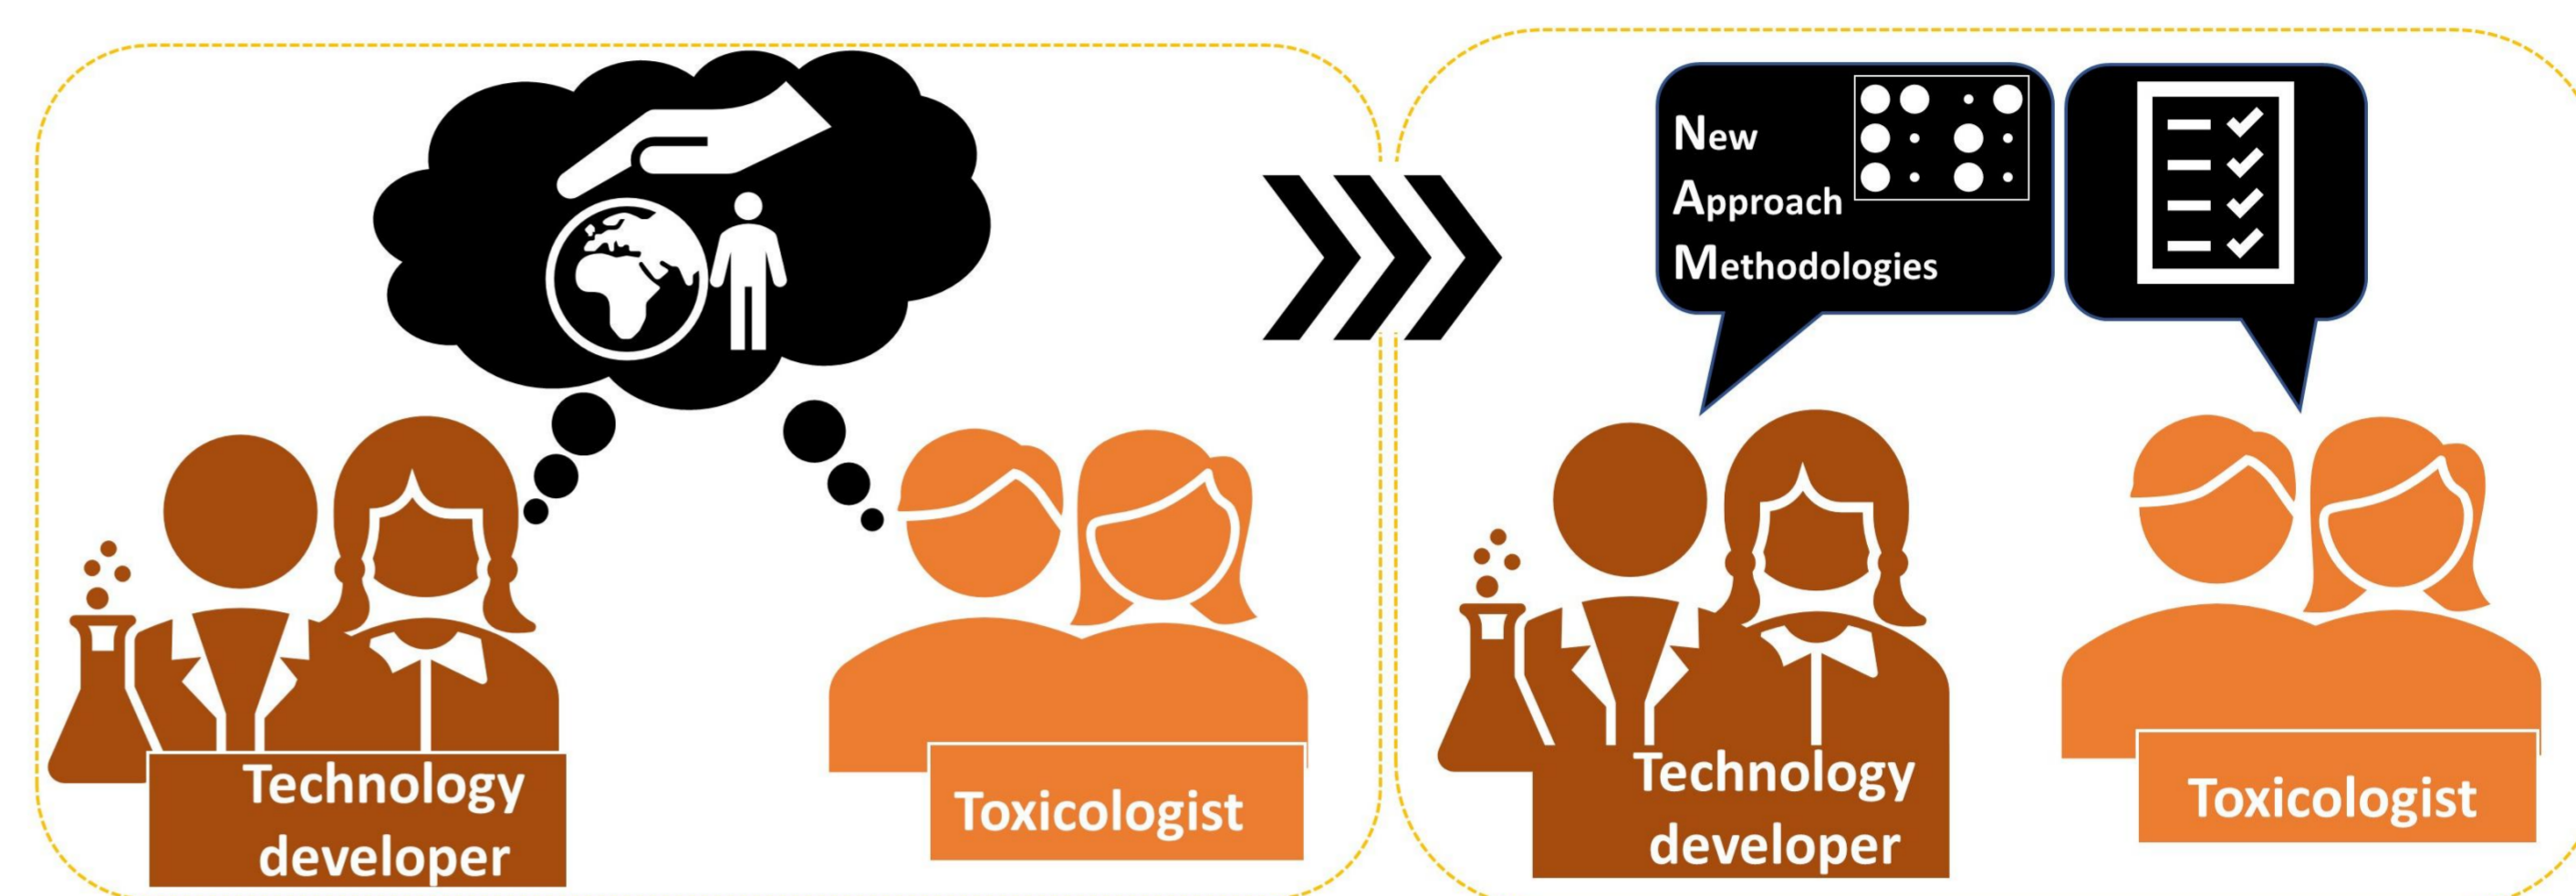 New
Approach
Methodologies
Technology
developer
Toxicologist
Technology
developer
Toxicologist